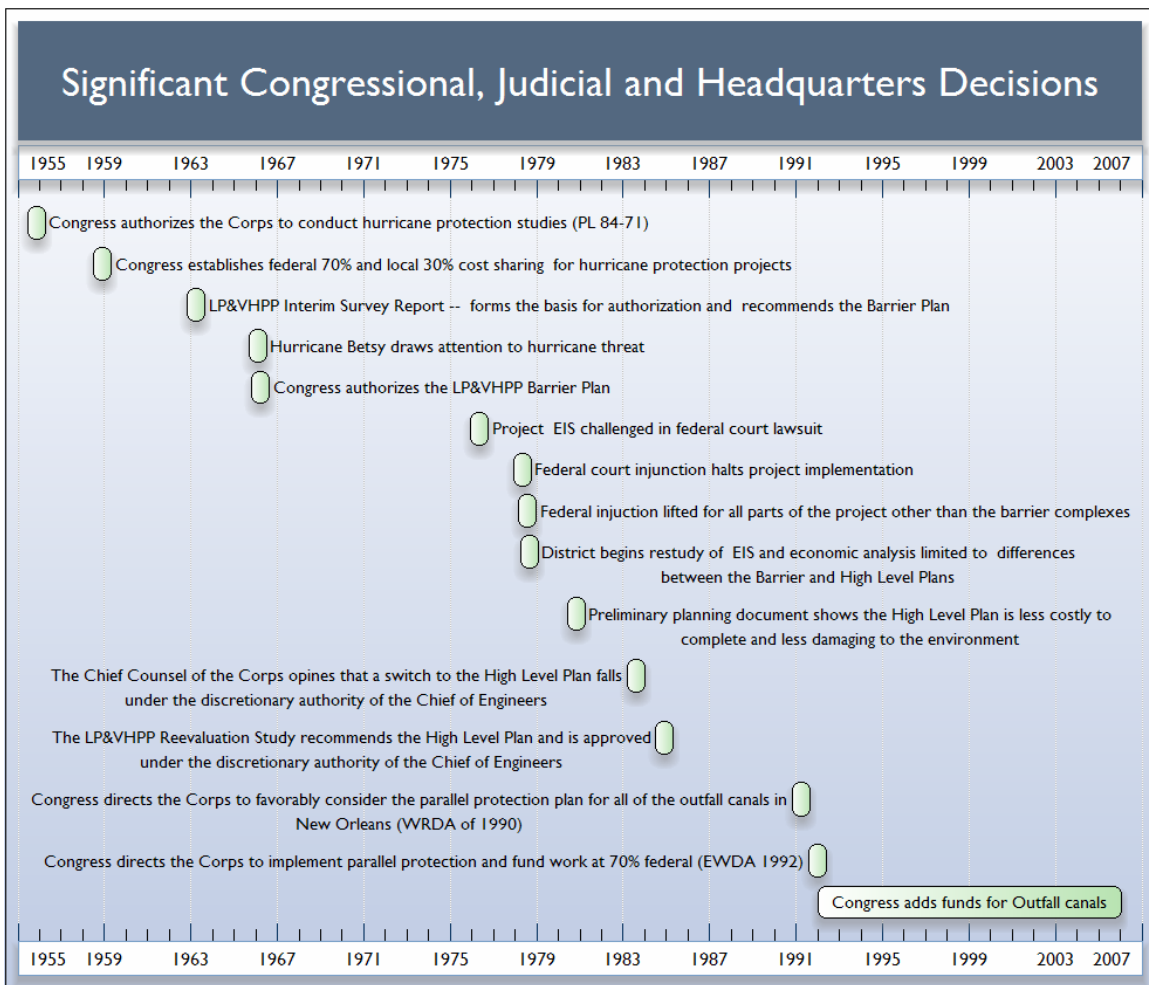 Significant Congressional, Judicial and Headquarters Decisions
1955 1959 1963 1967 1971 1975 1979 1983 1987 1991 1995 1999 2003 2007
Congress authorizes the Corps to conduct hurricane protection studies (PL 84-71)
Congress establishes federal 70% and local 30% cost sharing for hurricane protection projects
LP&VHPP Interim Survey Report -- forms the basis for authorization and recommends the Barrier Plan
Hurricane Betsy draws attention to hurricane threat
Congress authorizes the LP&VHPP Barrier Plan
Project EIS challenged in federal court lawsuit
Federal court injunction halts project implementation
Federal injuction lifted for all parts of the project other than the barrier complexes
District begins restudy of EIS and economic analysis limited to differences
between the Barrier and High Level Plans
Preliminary planning document shows the High Level Plan is less costly to
complete and less damaging to the environment
The Chief Counsel of the Corps opines that a switch to the High Level Plan falls
under the discretionary authority of the Chief of Engineers
The LP&VHPP Reevaluation Study recommends the High Level Plan and is approved
under the discretionary authority of the Chief of Engineers
Congress directs the Corps to favorably consider the parallel protection plan for all of the outfall canals in
New Orleans (WRDA of 1990)
Congress directs the Corps to implement parallel protection and fund work at 70% federal (EWDA 1992)
Congress adds funds for Outfall canals
1955 1959 1963 1967 1971 1975 1979 1983 1987 1991 1995 1999 2003 2007